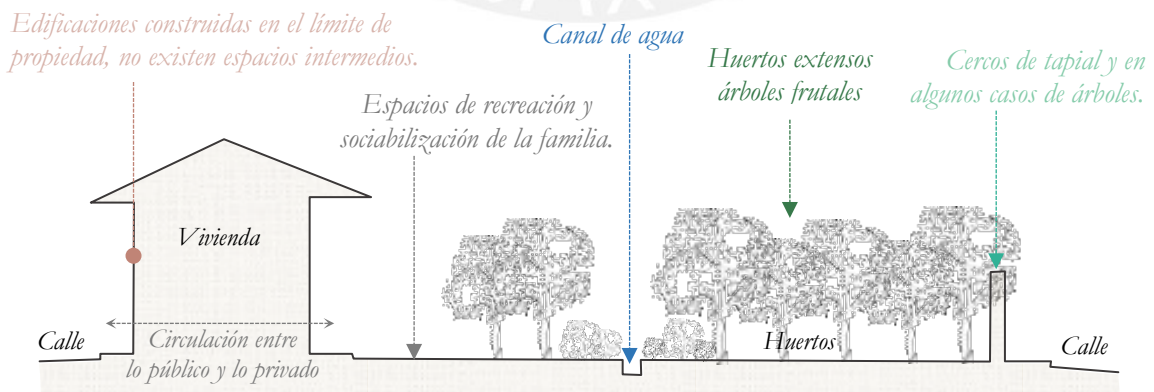 Edificaciones construidas en el límite de
propiedad, no existen espacios intermedios.
Canal de agua
Huertos extensos
árboles frutales
Cercos de tapial y en
algunos casos de árboles.
Espacios de recreación y
sociabilización de la familia.
Vivienda
Calle
Circulación entre
lo público y lo privado
Huertos
Calle